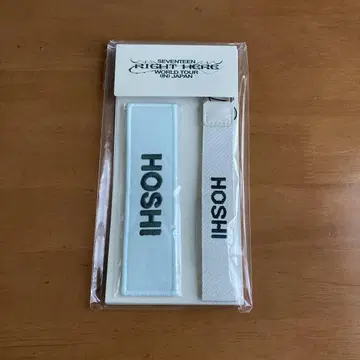 SEVENTEEN
RIGHT HERE
WORLD TOUR
IN JAPAN
HOSHI
HOSHI